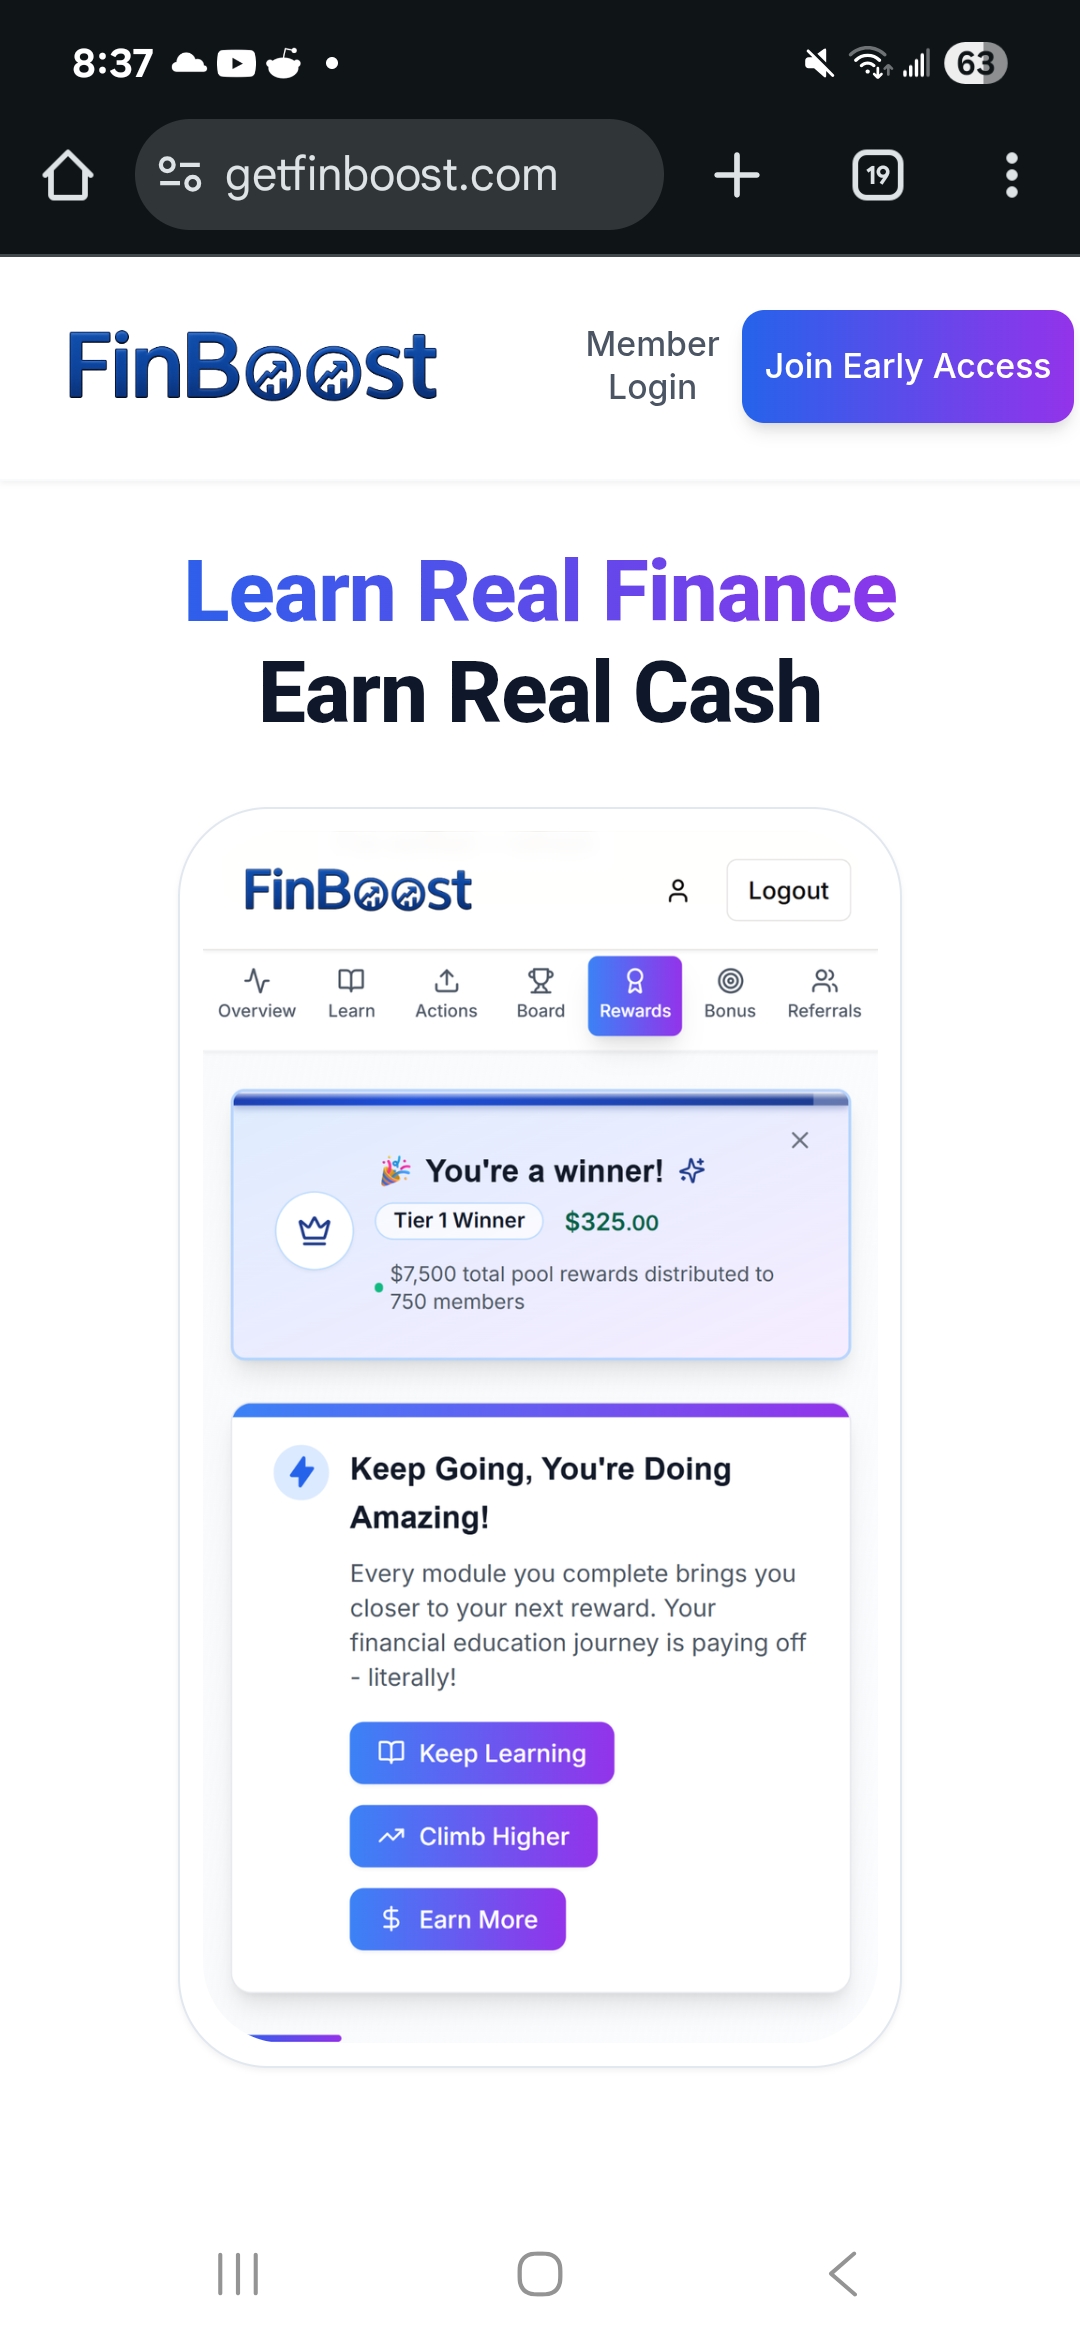 8:37
63
getfinboost.com
19
FinBoost
Member
Login
Join Early Access
Learn Real Finance
Earn Real Cash
FinBoost
Logout
Overview Learn Actions Board Rewards Bonus Referrals
🎉 You're a winner!
Tier 1 Winner $325.00
$7,500 total pool rewards distributed to
750 members
Keep Going, You're Doing
Amazing!
Every module you complete brings you
closer to your next reward. Your
financial education journey is paying off
- literally!
Keep Learning
Climb Higher
$ Earn More